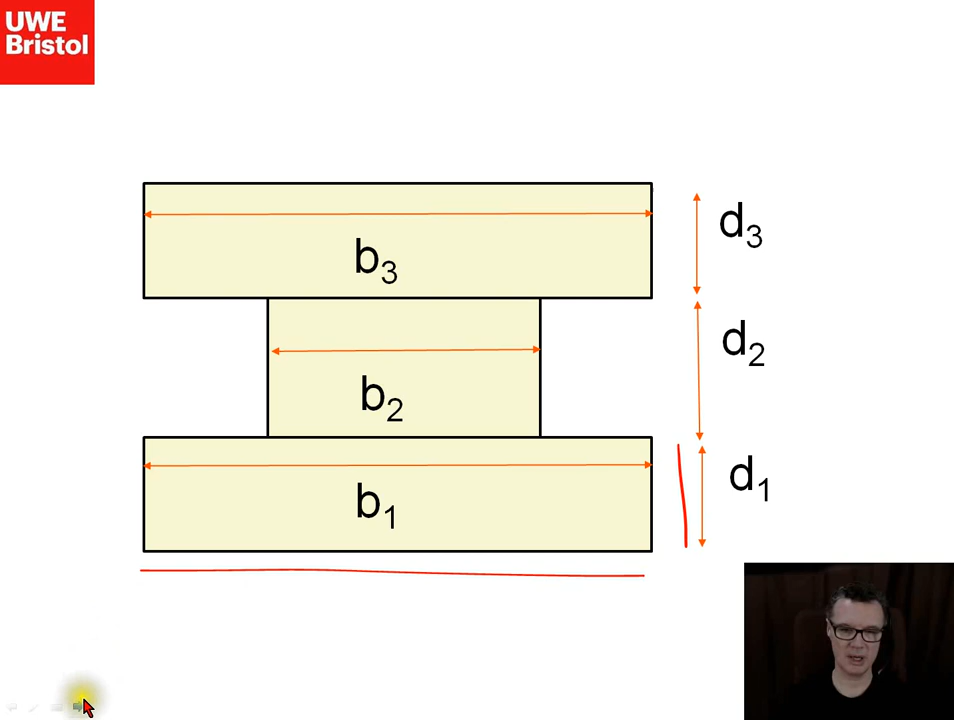 UWE
Bristol
d₃
b₃
d₂
b₂
d₁
b₁